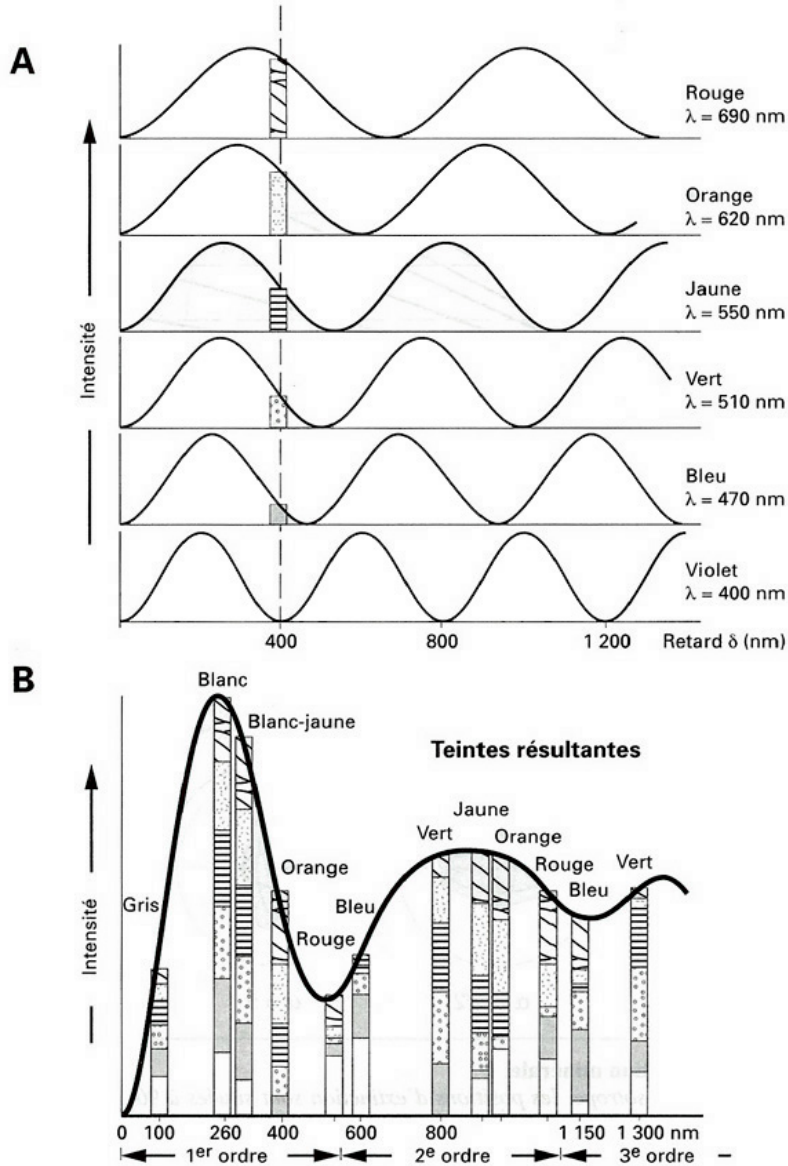 A
Rouge
λ = 690 nm
Orange
λ = 620 nm
Jaune
λ = 550 nm
Vert
λ = 510 nm
Bleu
λ = 470 nm
Violet
λ = 400 nm
Intensité
400 800 1 200 Retard δ (nm)
B
Blanc
Blanc-jaune
Teintes résultantes
Jaune
Vert
Orange
Orange
Rouge
Vert
Gris
Bleu
Bleu
Rouge
Intensité
0 100 260 400 600 800 1 150 1 300 nm
1er ordre 2e ordre 3e ordre